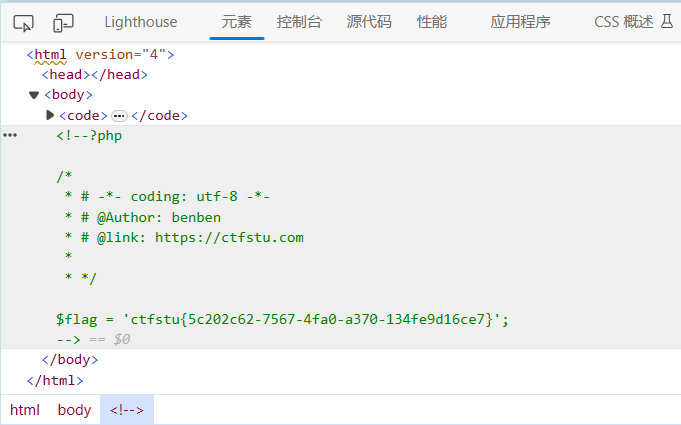 Lighthouse 元素 控制台 源代码 性能 应用程序 CSS 概述
<html version="4">
<head></head>
<body>
<code>…</code>
<!--?php
/*
* # -*- coding: utf-8 -*-
* # @Author: benben
* # @link: https://ctfstu.com
*
* */
$flag = 'ctfstu{5c202c62-7567-4fa0-a370-134fe9d16ce7}';
--> == $0
</body>
</html>
html body <!-->